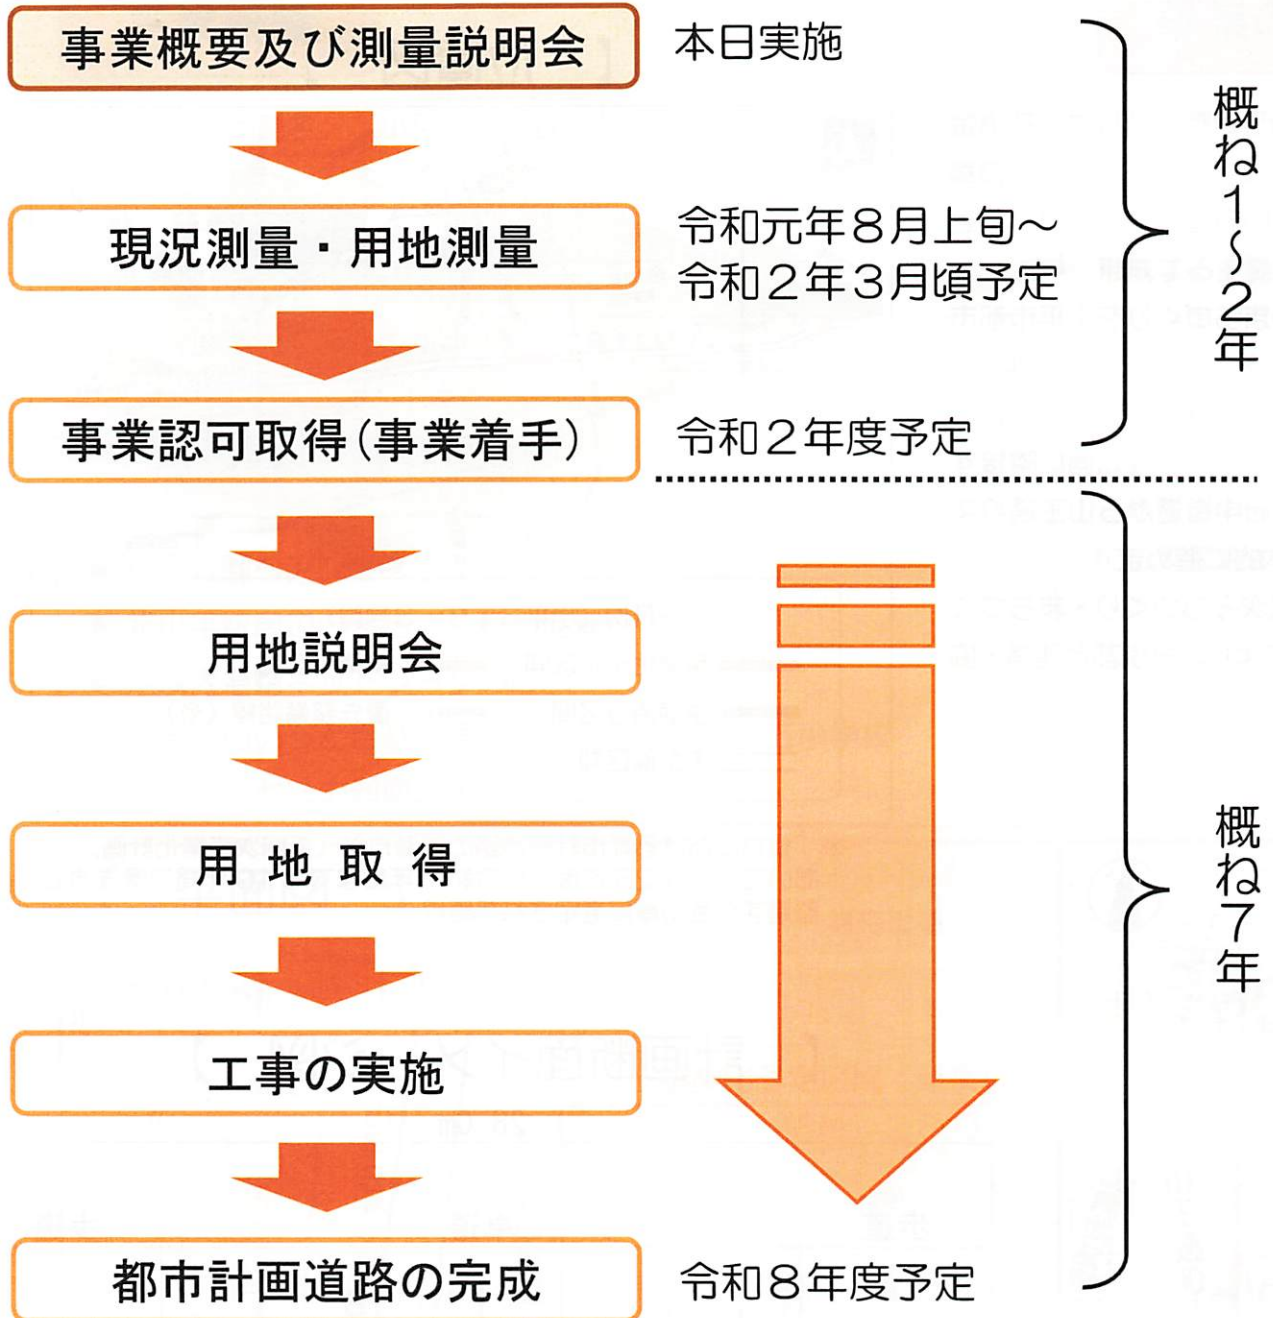 事業概要及び測量説明会
本日実施
現況測量・用地測量
令和元年8月上旬~
令和2年3月頃予定
事業認可取得(事業着手)
令和2年度予定
概ね1~2年
用地説明会
用地取得
工事の実施
都市計画道路の完成
令和8年度予定
概ね7年